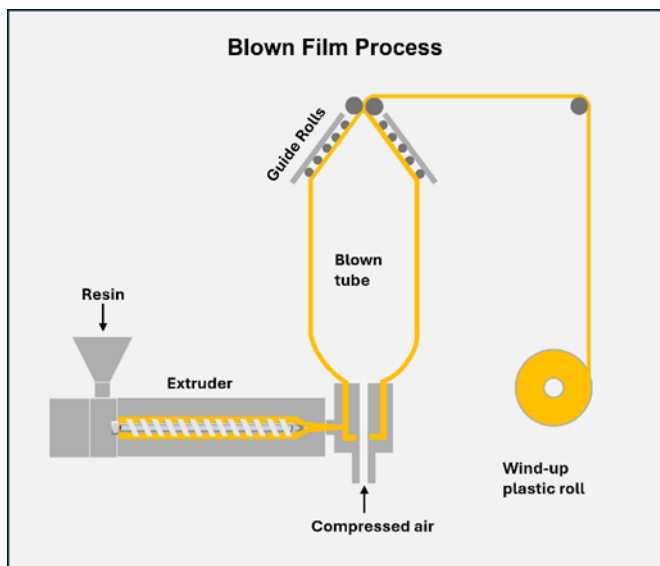 Blown Film Process
Guide Rolls
Blown
tube
Resin
Extruder
Wind-up
plastic roll
Compressed air